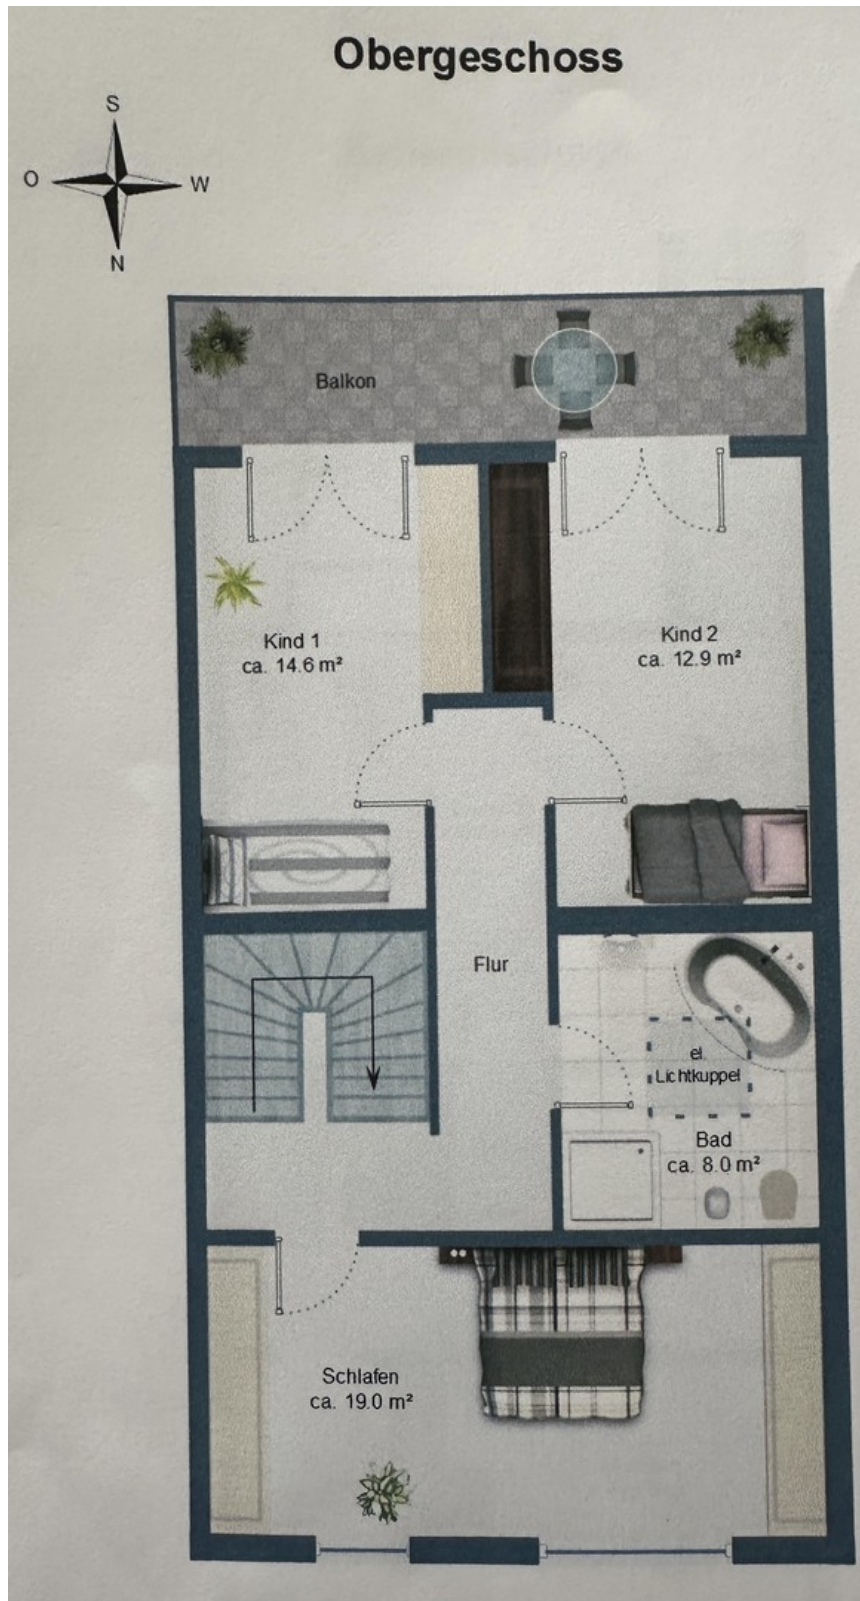 Obergeschoss
S
O
W
N
Balkon
Kind 1
ca. 14.6 m²
Kind 2
ca. 12.9 m²
Flur
el.
Lichtkuppel
Bad
ca. 8.0 m²
Schlafen
ca. 19.0 m²